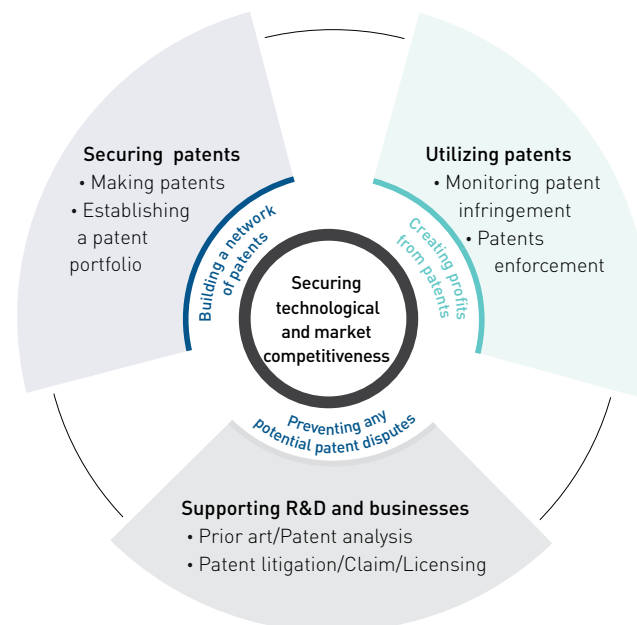 Securing patents
• Making patents
• Establishing
a patent
portfolio
Building a network
of patents
Utilizing patents
• Monitoring patent
infringement
• Patents
enforcement
Creating profits
from patents
Securing
technological
and market
competitiveness
Preventing any
potential patent disputes
Supporting R&D and businesses
• Prior art/Patent analysis
• Patent litigation/Claim/Licensing